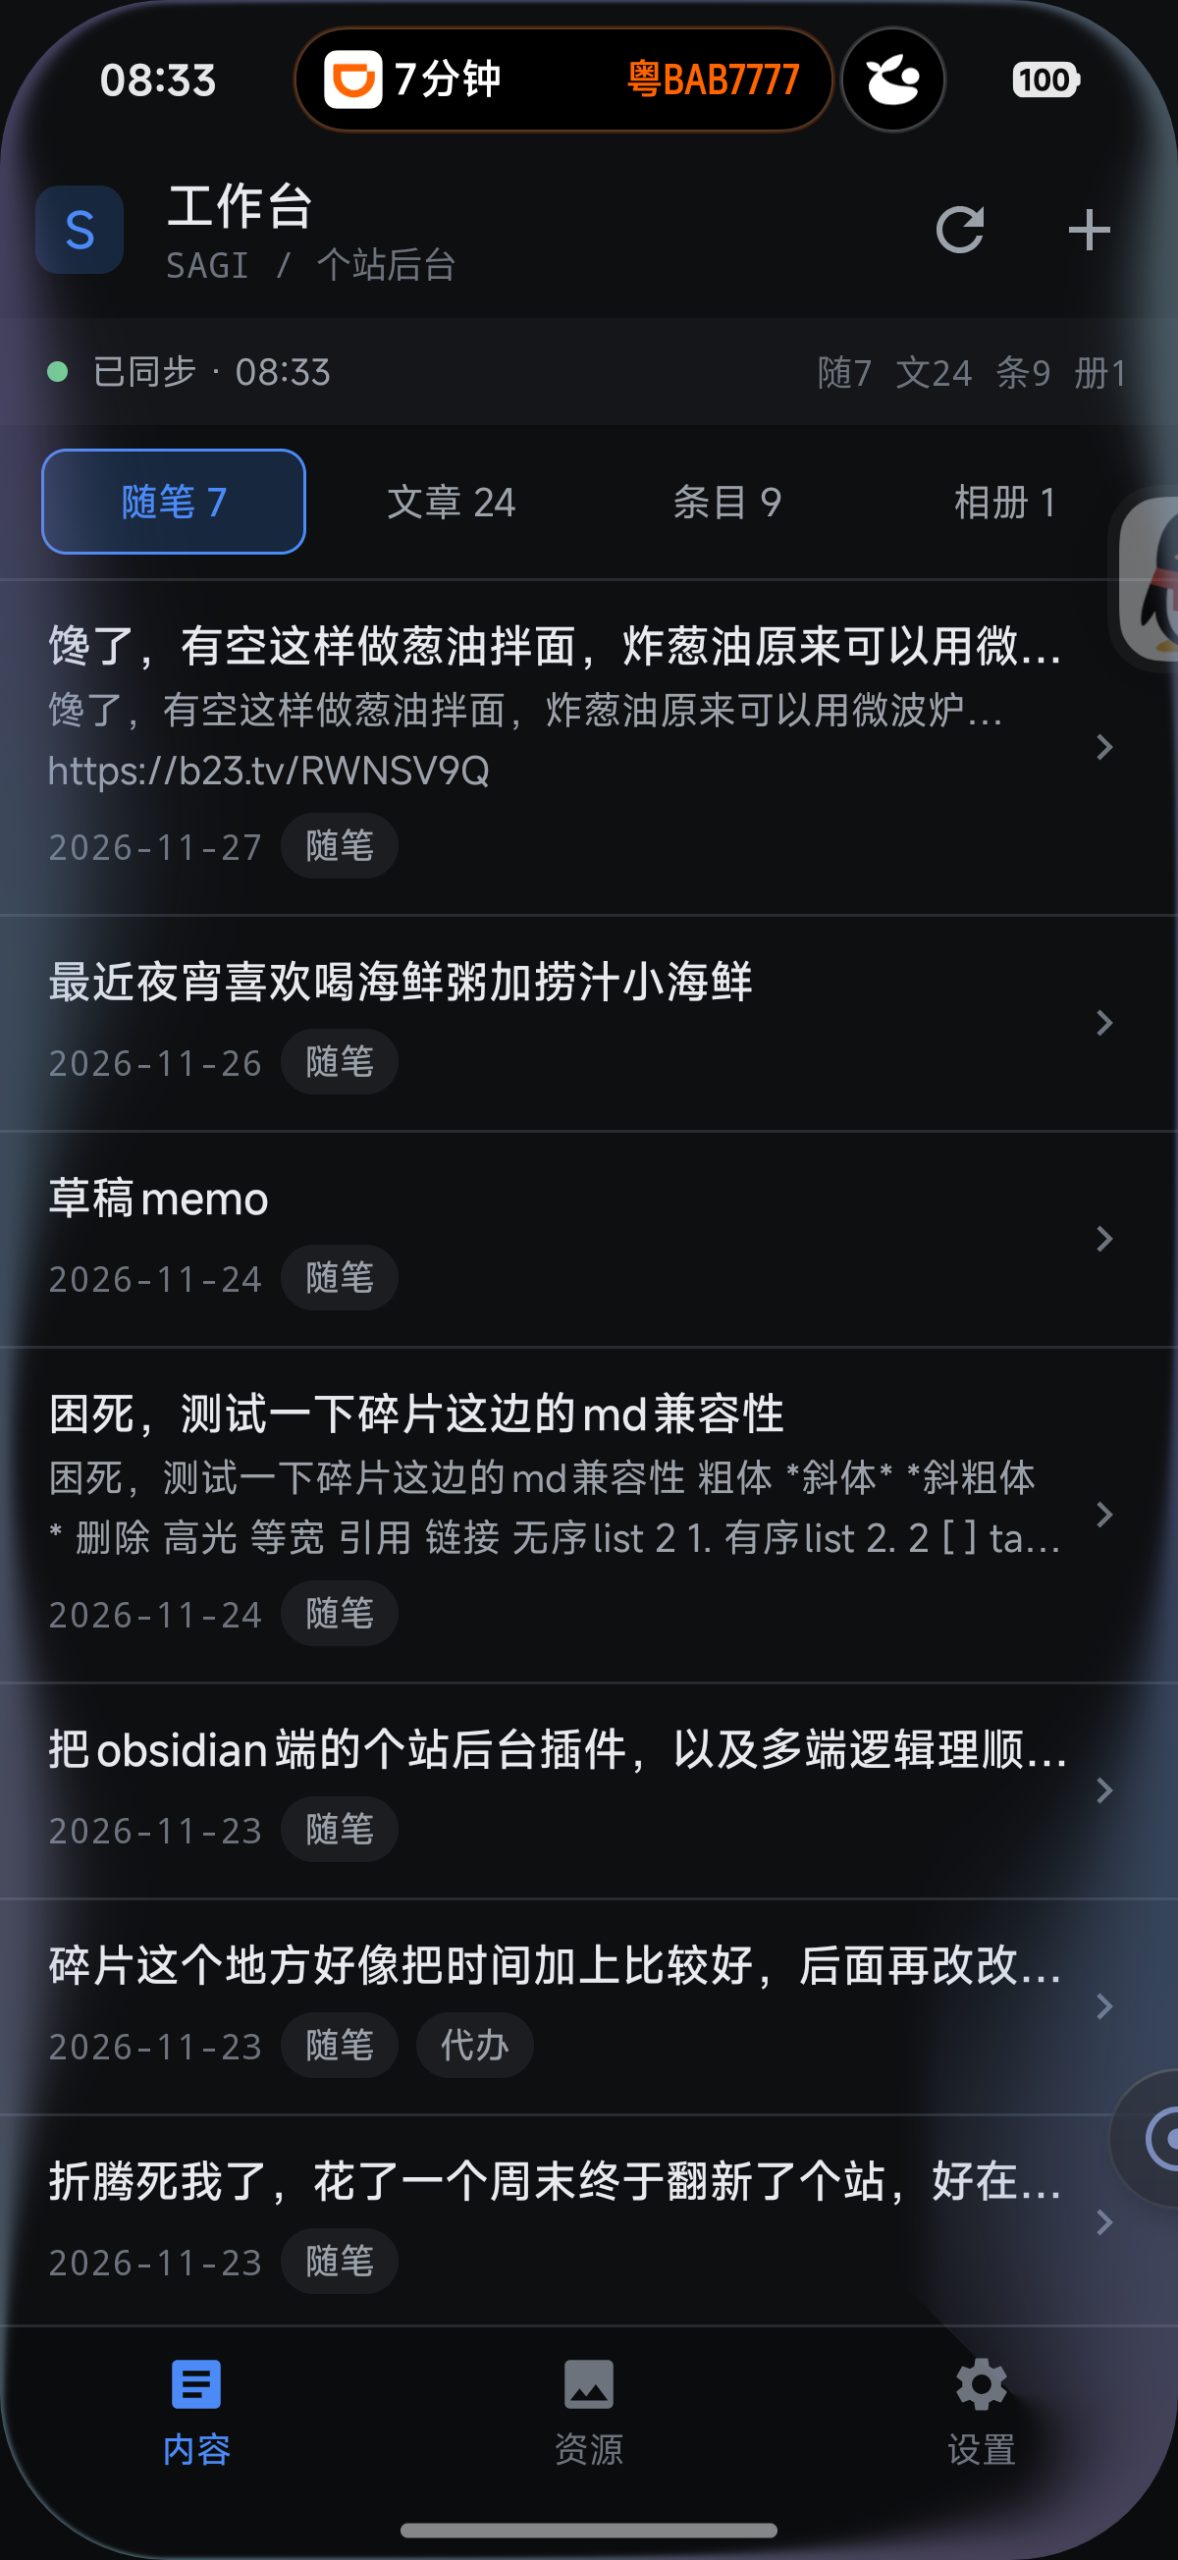 08:33
7分钟
粤BAB7777
100
S
工作台
SAGI / 个站后台
已同步 · 08:33
随7 文24 条9 册1
随笔 7
文章 24
条目 9
相册 1
馋了，有空这样做葱油拌面，炸葱油原来可以用微...
馋了，有空这样做葱油拌面，炸葱油原来可以用微波炉...
https://b23.tv/RWNSV9Q
2026-11-27 随笔
最近夜宵喜欢喝海鲜粥加捞汁小海鲜
2026-11-26 随笔
草稿memo
2026-11-24 随笔
困死，测试一下碎片这边的md兼容性
困死，测试一下碎片这边的md兼容性 粗体 *斜体* *斜粗体
* 删除 高光 等宽 引用 链接 无序list 2 1. 有序list 2. 2 [ ] ta...
2026-11-24 随笔
把obsidian端的个站后台插件，以及多端逻辑理顺...
2026-11-23 随笔
碎片这个地方好像把时间加上比较好，后面再改改...
2026-11-23 随笔 代办
折腾死我了，花了一个周末终于翻新了个站，好在...
2026-11-23 随笔
内容
资源
设置